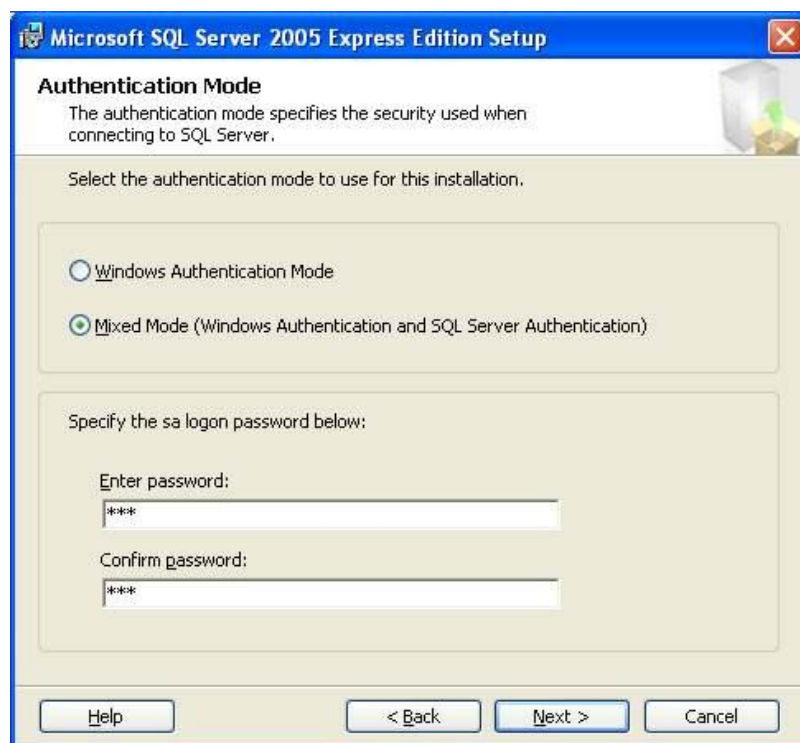 Microsoft SQL Server 2005 Express Edition Setup
Authentication Mode
The authentication mode specifies the security used when
connecting to SQL Server.
Select the authentication mode to use for this installation.
Windows Authentication Mode
Mixed Mode (Windows Authentication and SQL Server Authentication)
Specify the sa logon password below:
Enter password:
***
Confirm password:
***
Help
< Back
Next >
Cancel